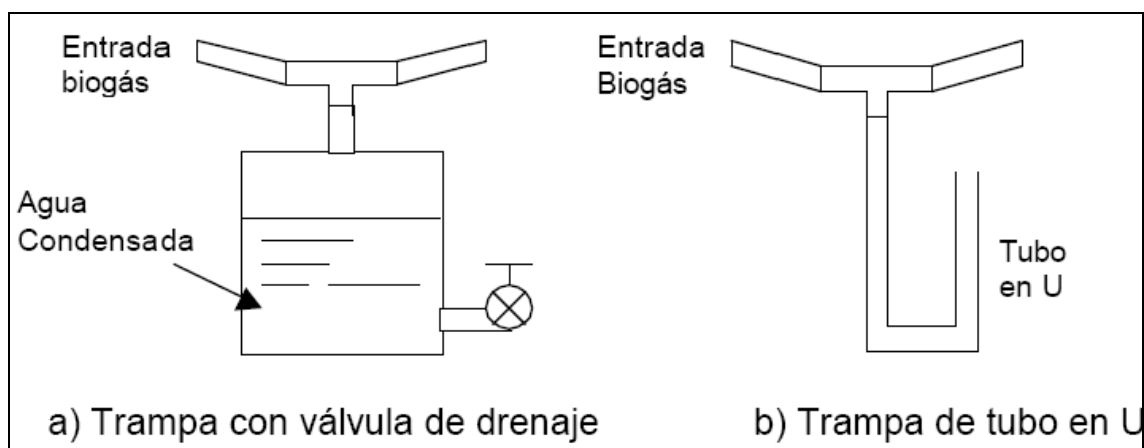 Entrada
biogás
Agua
Condensada
a) Trampa con válvula de drenaje
Entrada
Biogás
Tubo
en U
b) Trampa de tubo en U